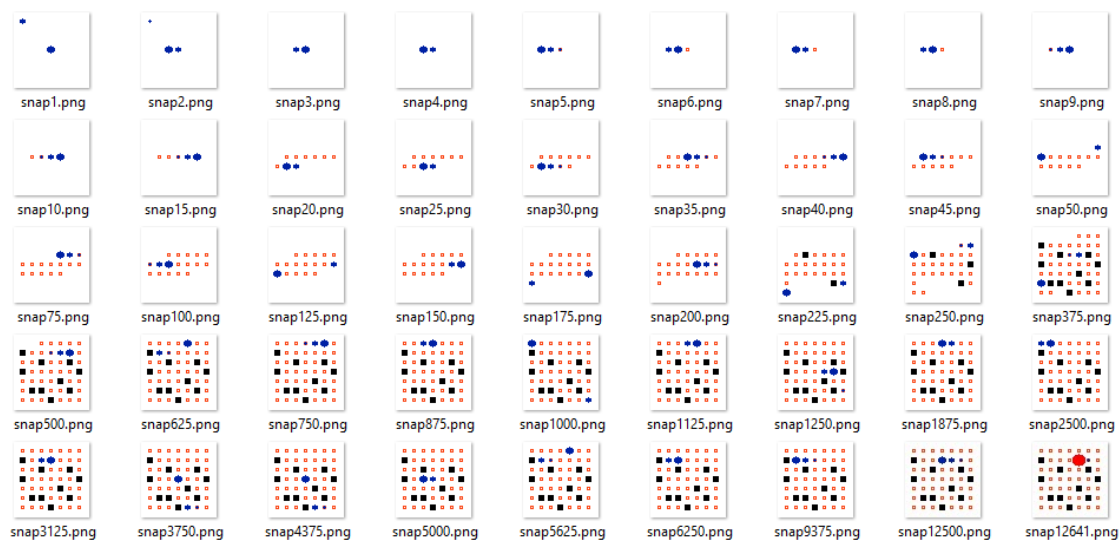 snap1.png snap2.png snap3.png snap4.png snap5.png snap6.png snap7.png snap8.png snap9.png
snap10.png snap15.png snap20.png snap25.png snap30.png snap35.png snap40.png snap45.png snap50.png
snap75.png snap100.png snap125.png snap150.png snap175.png snap200.png snap225.png snap250.png snap375.png
snap500.png snap625.png snap750.png snap875.png snap1000.png snap1125.png snap1250.png snap1875.png snap2500.png
snap3125.png snap3750.png snap4375.png snap5000.png snap5625.png snap6250.png snap9375.png snap12500.png snap12641.png